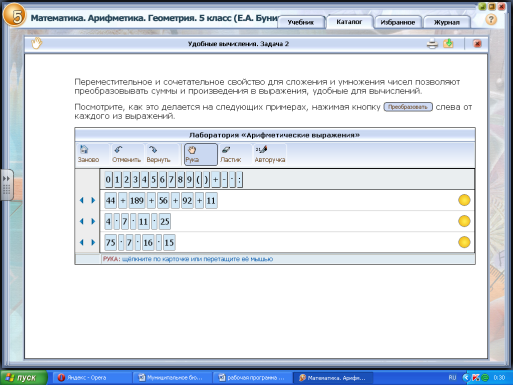 Математика. Арифметика. Геометрия. 5 класс (Е.А. Буни
Учебник
Каталог
Избранное
Журнал
?
5
Удобные вычисления. Задача 2
Переместительное и сочетательное свойство для сложения и умножения чисел позволяют
преобразовывать суммы и произведения в выражения, удобные для вычислений.
Посмотрите, как это делается на следующих примерах, нажимая кнопку Преобразовать слева от
каждого из выражений.
Лаборатория «Арифметические выражения»
Заново
Отменить
Вернуть
Рука
Ластик
Авторучка
0 1 2 3 4 5 6 7 8 9 ( ) + - · :
44 + 189 + 56 + 92 + 11
4 · 7 · 11 · 25
75 · 7 · 16 · 15
РУКА: щёлкните по карточке или перетащите её мышью
пуск
Яндекс - Opera
Муниципальное бю...
рабочая программа ...
Математика. Арифм...
RU
0:30